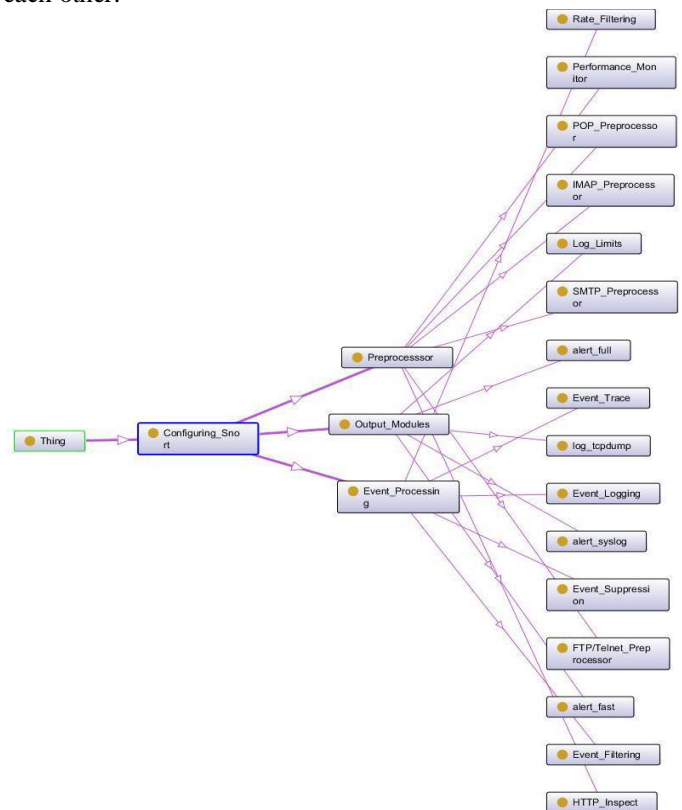 each other.
Rate_Filtering
Performance_Mon
itor
POP_Preprocesso
r
IMAP_Preprocess
or
Log_Limits
SMTP_Preprocess
or
Preprocesssor
alert_full
Event_Trace
Output_Modules
Thing
Configuring_Sno
rt
log_tcpdump
Event_Processin
g
Event_Logging
alert_syslog
Event_Suppressi
on
FTP/Telnet_Prep
rocessor
alert_fast
Event_Filtering
HTTP_Inspect